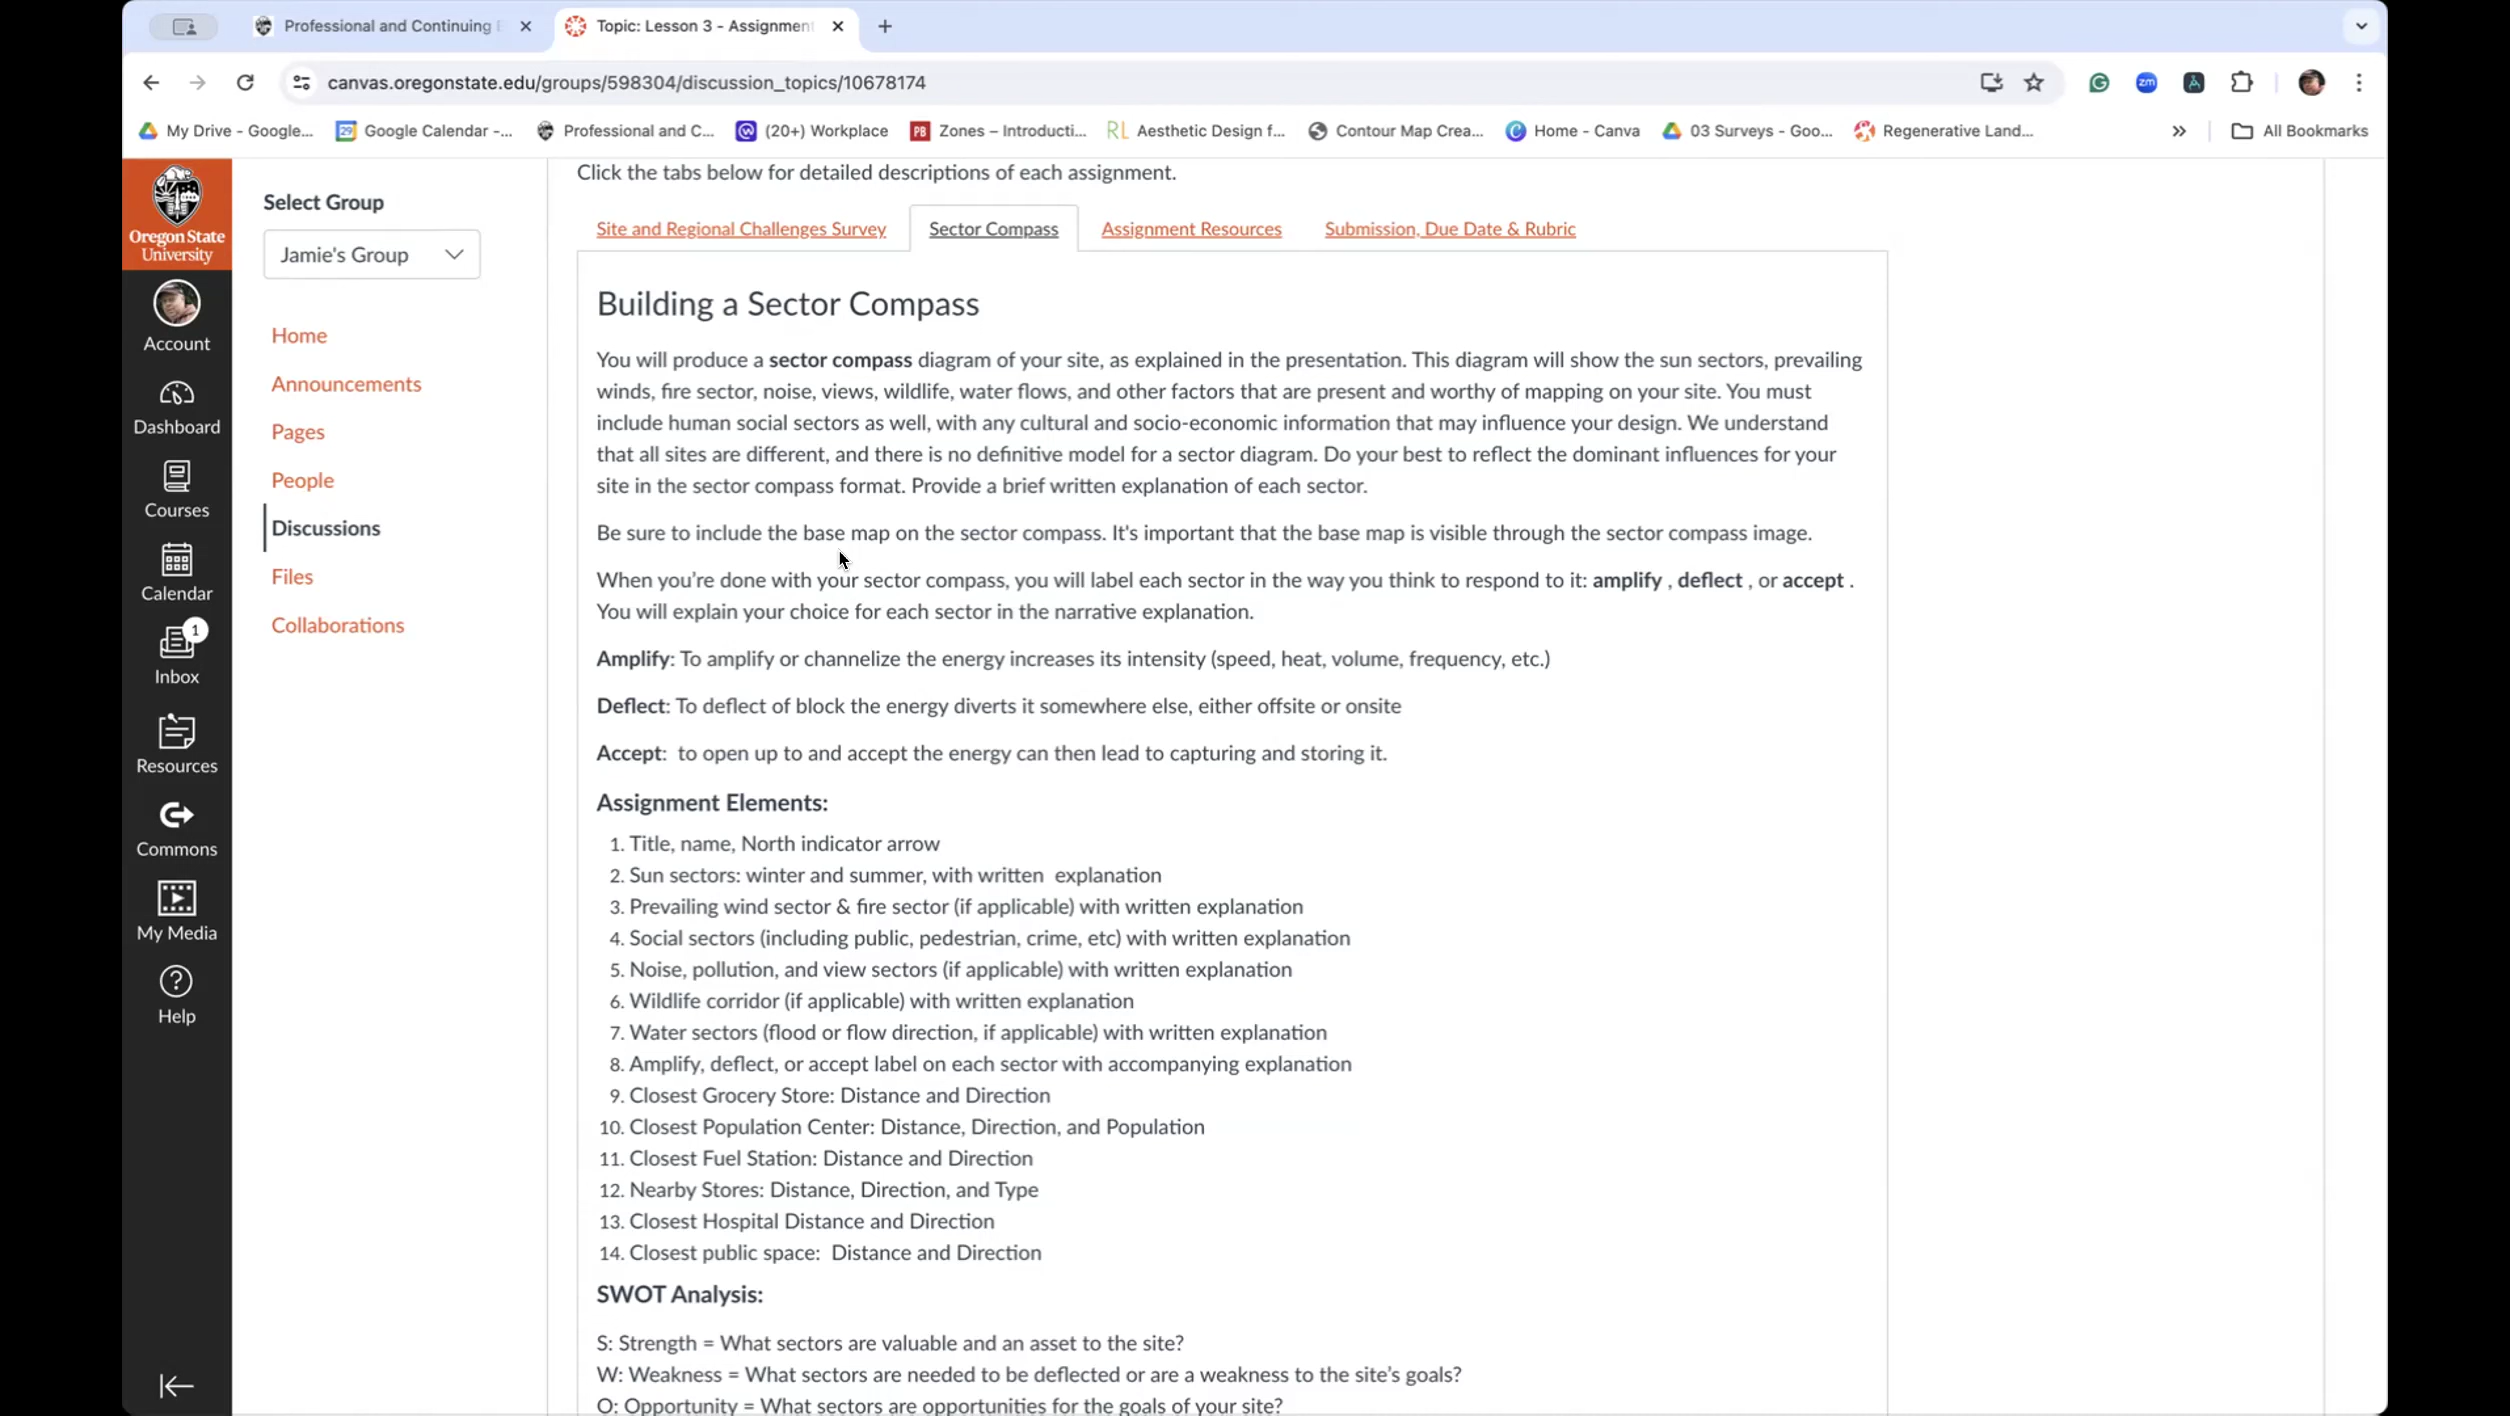 Professional and Continuing E
Topic: Lesson 3 - Assignment
canvas.oregonstate.edu/groups/598304/discussion_topics/10678174
zm
My Drive - Google...
29
Google Calendar -...
Professional and C...
(20+) Workplace
PB
Zones – Introducti...
RL
Aesthetic Design f...
Contour Map Crea...
Home - Canva
03 Surveys - Goo...
Regenerative Land...
All Bookmarks
Oregon State
University
Account
Dashboard
Courses
Calendar
1
Inbox
Resources
Commons
My Media
Help
Select Group
Jamie's Group
Home
Announcements
Pages
People
Discussions
Files
Collaborations
Click the tabs below for detailed descriptions of each assignment.
Site and Regional Challenges Survey
Sector Compass
Assignment Resources
Submission, Due Date & Rubric
Building a Sector Compass
You will produce a sector compass diagram of your site, as explained in the presentation. This diagram will show the sun sectors, prevailing
winds, fire sector, noise, views, wildlife, water flows, and other factors that are present and worthy of mapping on your site. You must
include human social sectors as well, with any cultural and socio-economic information that may influence your design. We understand
that all sites are different, and there is no definitive model for a sector diagram. Do your best to reflect the dominant influences for your
site in the sector compass format. Provide a brief written explanation of each sector.
Be sure to include the base map on the sector compass. It's important that the base map is visible through the sector compass image.
When you’re done with your sector compass, you will label each sector in the way you think to respond to it: amplify , deflect , or accept .
You will explain your choice for each sector in the narrative explanation.
Amplify: To amplify or channelize the energy increases its intensity (speed, heat, volume, frequency, etc.)
Deflect: To deflect of block the energy diverts it somewhere else, either offsite or onsite
Accept:  to open up to and accept the energy can then lead to capturing and storing it.
Assignment Elements:
1. Title, name, North indicator arrow
2. Sun sectors: winter and summer, with written  explanation
3. Prevailing wind sector & fire sector (if applicable) with written explanation
4. Social sectors (including public, pedestrian, crime, etc) with written explanation
5. Noise, pollution, and view sectors (if applicable) with written explanation
6. Wildlife corridor (if applicable) with written explanation
7. Water sectors (flood or flow direction, if applicable) with written explanation
8. Amplify, deflect, or accept label on each sector with accompanying explanation
9. Closest Grocery Store: Distance and Direction
10. Closest Population Center: Distance, Direction, and Population
11. Closest Fuel Station: Distance and Direction
12. Nearby Stores: Distance, Direction, and Type
13. Closest Hospital Distance and Direction
14. Closest public space:  Distance and Direction
SWOT Analysis:
S: Strength = What sectors are valuable and an asset to the site?
W: Weakness = What sectors are needed to be deflected or are a weakness to the site’s goals?
O: Opportunity = What sectors are opportunities for the goals of your site?